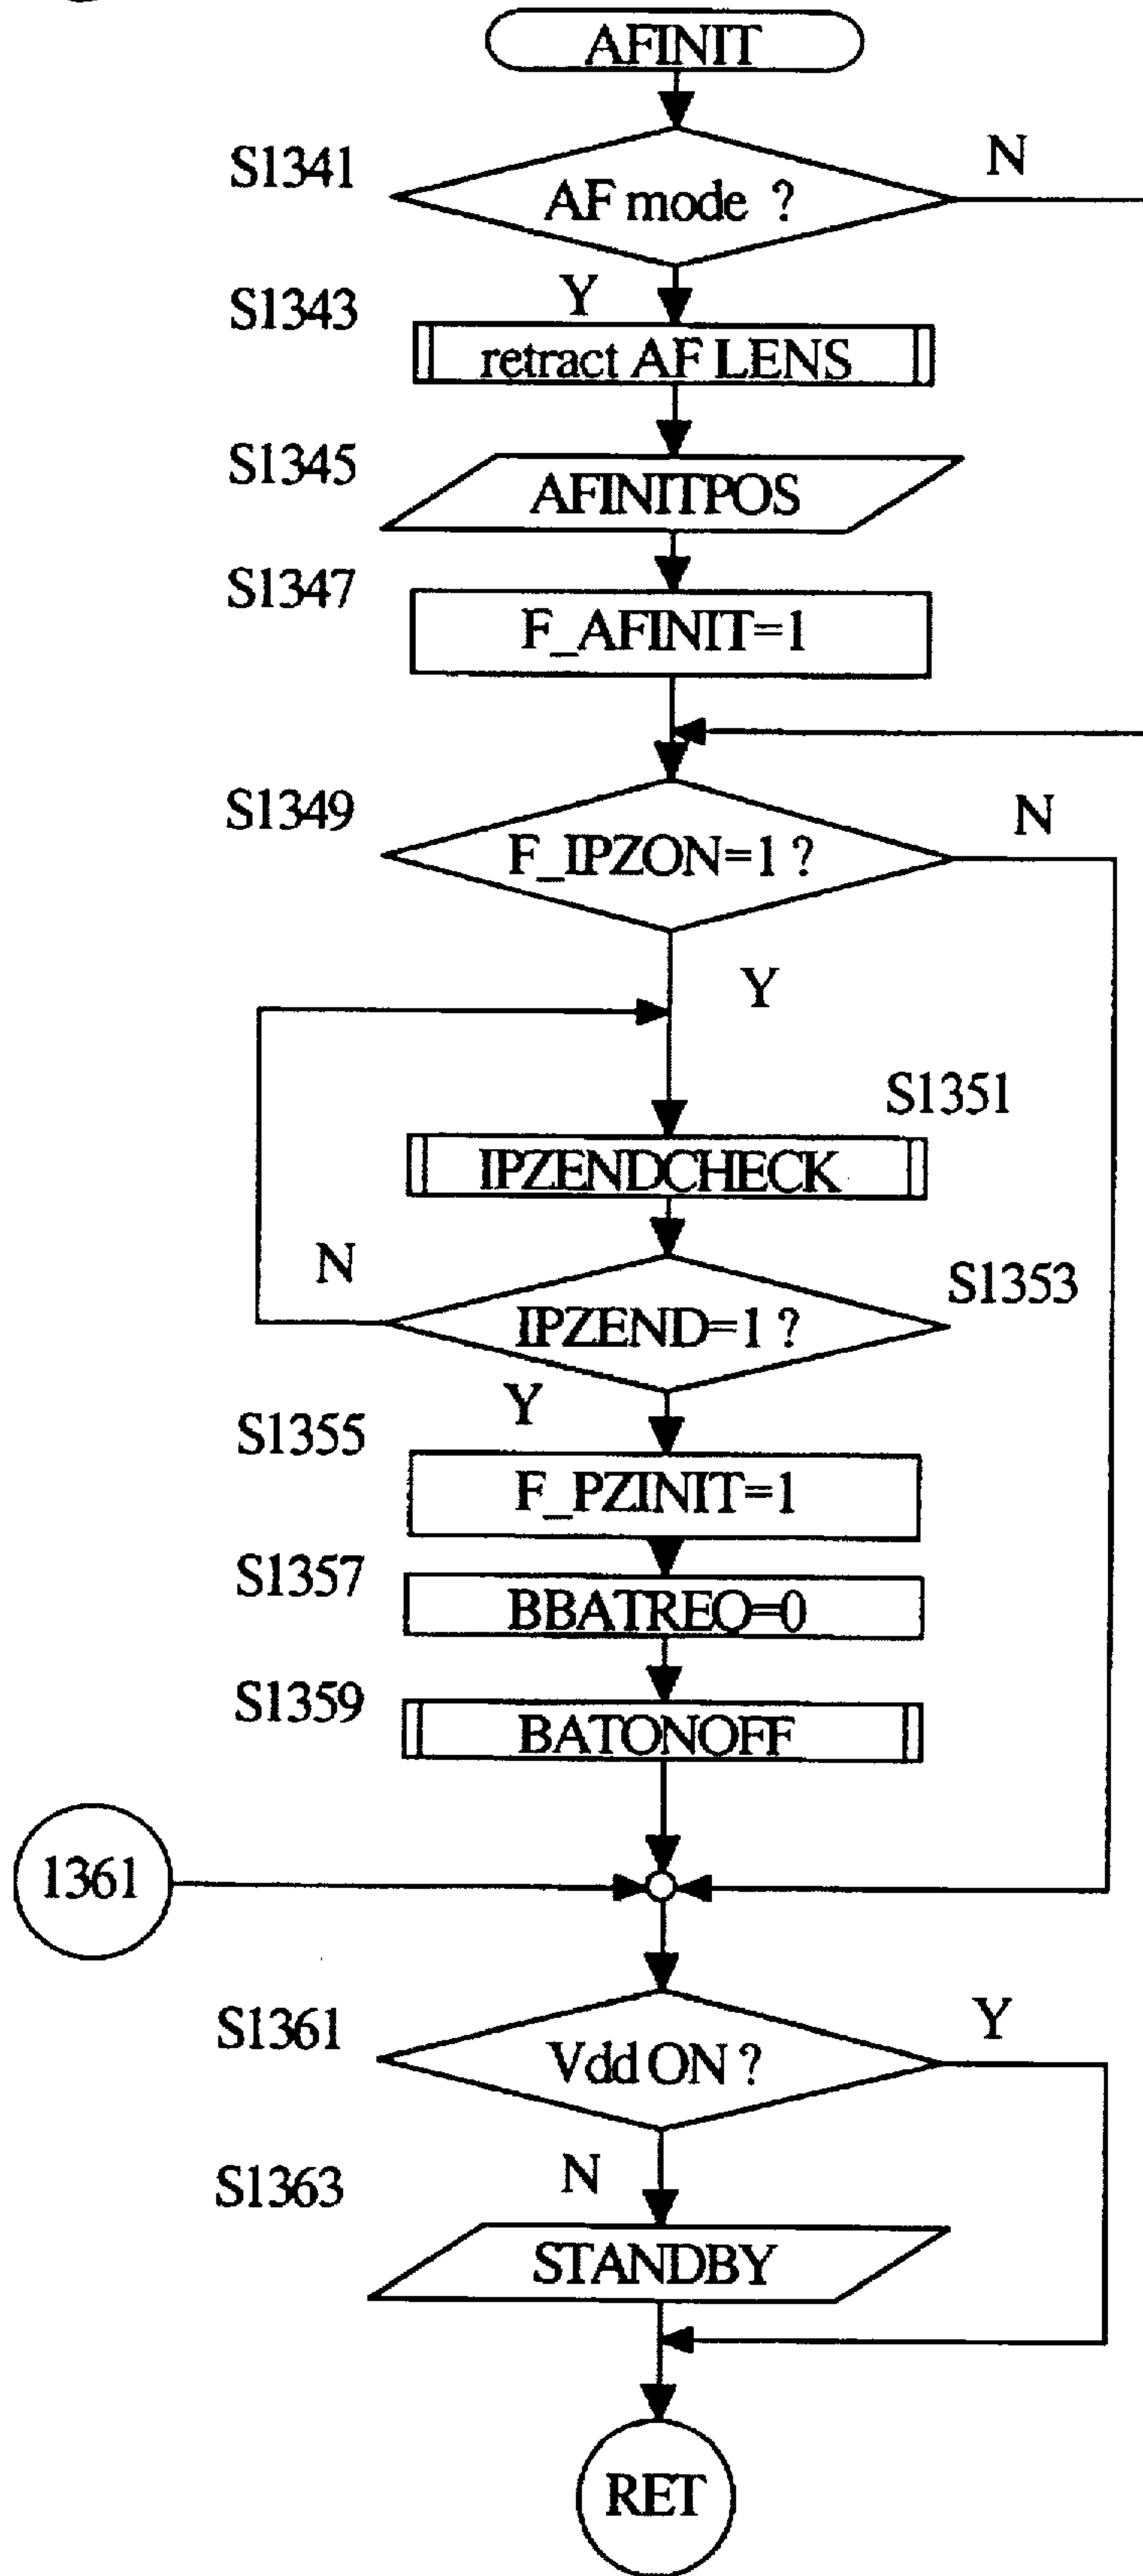 AFINIT
S1341
AF mode ?
N
S1343
Y
retract AF LENS
S1345
AFINITPOS
S1347
F_AFINIT=1
S1349
F_IPZON=1 ?
N
Y
S1351
IPZENDCHECK
N
S1353
IPZEND=1 ?
Y
S1355
F_PZINIT=1
S1357
BBATREQ=0
S1359
BATONOFF
1361
S1361
Vdd ON ?
Y
S1363
N
STANDBY
RET